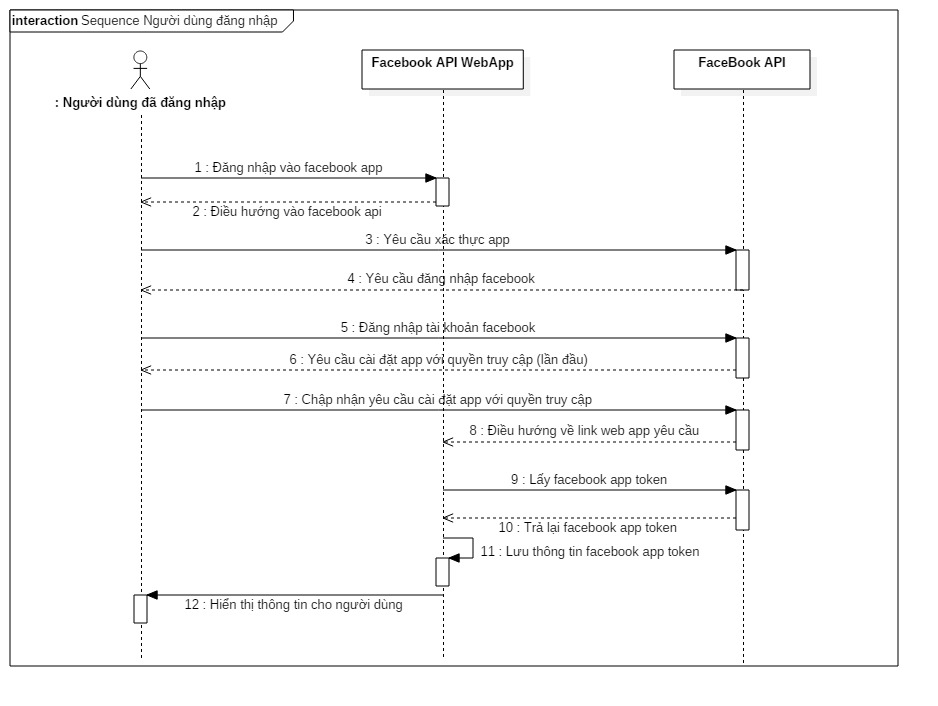 interaction Sequence Người dùng đăng nhập
Facebook API WebApp
FaceBook API
: Người dùng đã đăng nhập
1 : Đăng nhập vào facebook app
2 : Điều hướng vào facebook api
3 : Yêu cầu xác thực app
4 : Yêu cầu đăng nhập facebook
5 : Đăng nhập tài khoản facebook
6 : Yêu cầu cài đặt app với quyền truy cập (lần đầu)
7 : Chập nhận yêu cầu cài đặt app với quyền truy cập
8 : Điều hướng về link web app yêu cầu
9 : Lấy facebook app token
10 : Trả lại facebook app token
11 : Lưu thông tin facebook app token
12 : Hiển thị thông tin cho người dùng